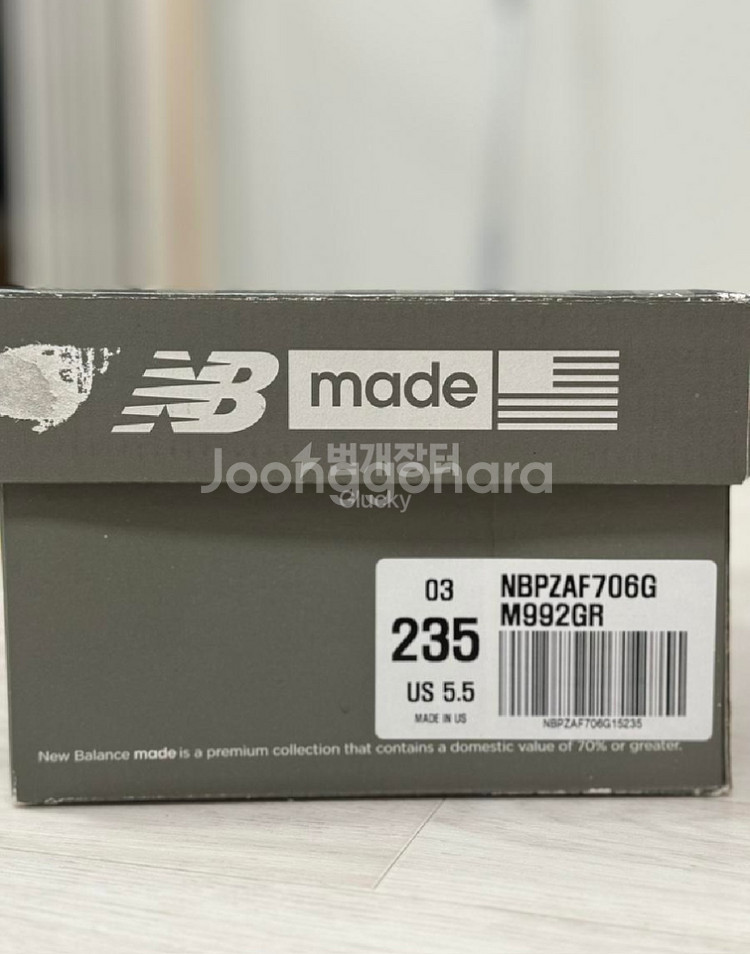 NB made
번개장터
Joonggonara
Glucky
03
NBPZAF706G
M992GR
235
US 5.5
MADE IN US
NBPZAF706G15235
New Balance made is a premium collection that contains a domestic value of 70% or greater.